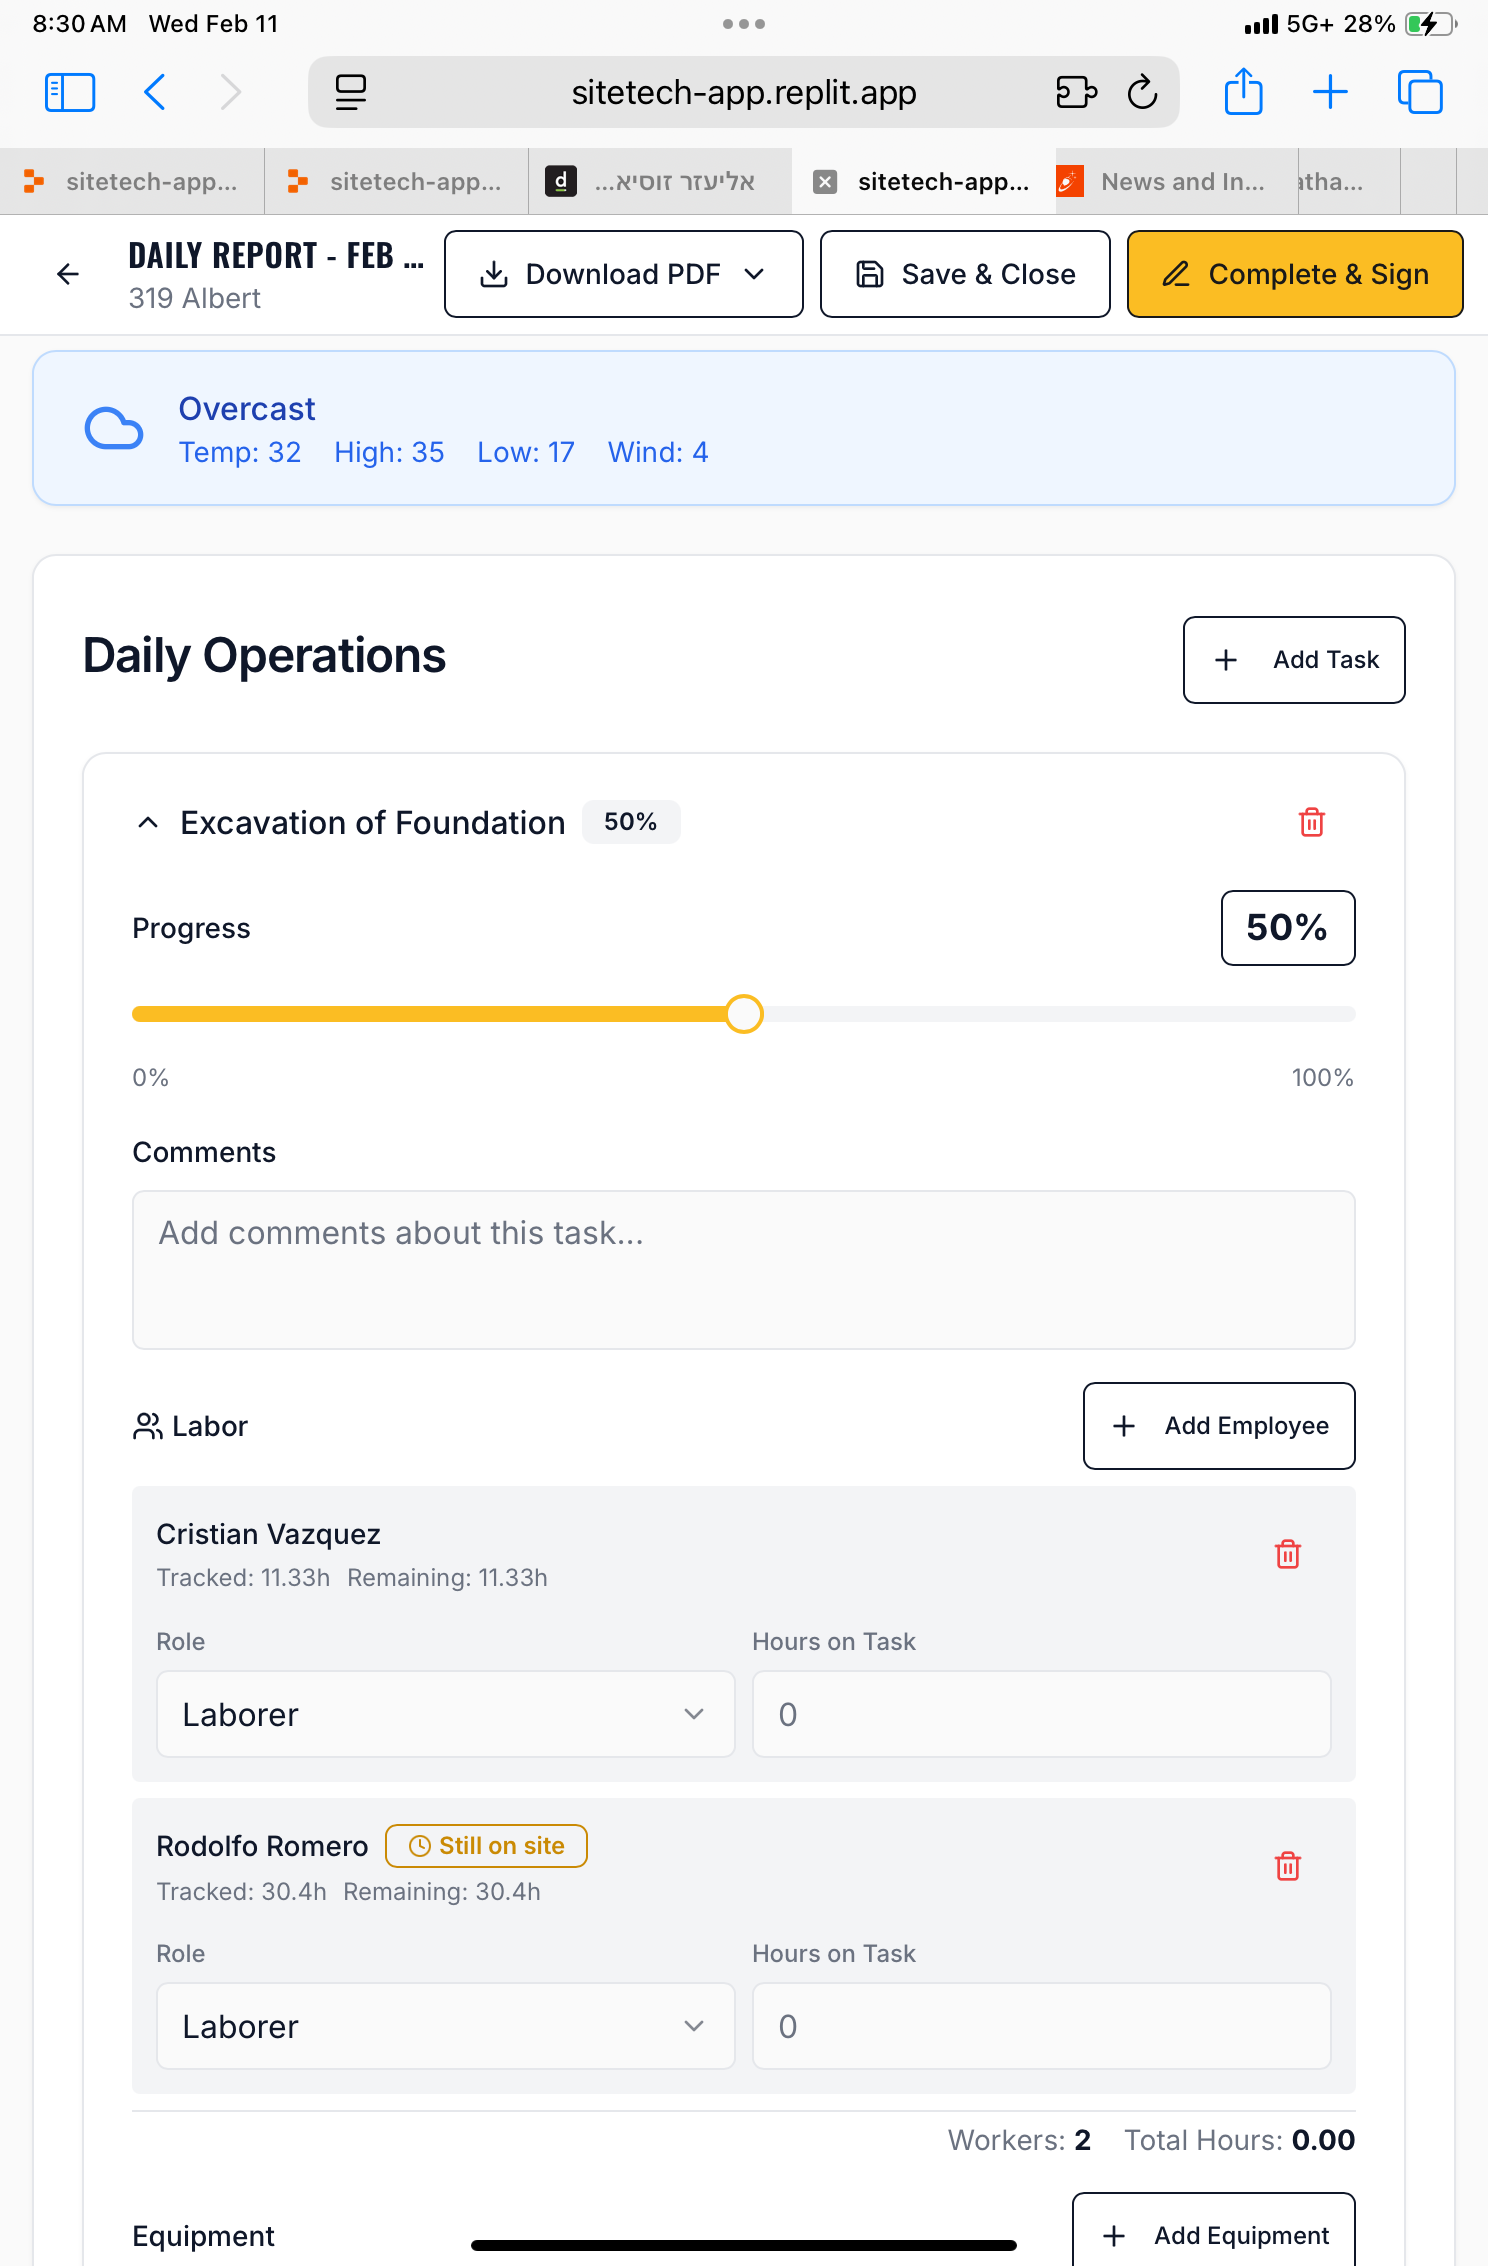 8:30 AM Wed Feb 11
5G+ 28%
sitetech-app.replit.app
sitetech-app...
sitetech-app...
d
אליעזר זוסיא...
sitetech-app...
News and In...
atha...
DAILY REPORT - FEB ...
319 Albert
Download PDF
Save & Close
Complete & Sign
Overcast
Temp: 32 High: 35 Low: 17 Wind: 4
Daily Operations
Add Task
Excavation of Foundation 50%
Progress
50%
0%
100%
Comments
Add comments about this task...
Labor
Add Employee
Cristian Vazquez
Tracked: 11.33h Remaining: 11.33h
Role
Hours on Task
Laborer
0
Rodolfo Romero
Still on site
Tracked: 30.4h Remaining: 30.4h
Role
Hours on Task
Laborer
0
Workers: 2 Total Hours: 0.00
Equipment
Add Equipment